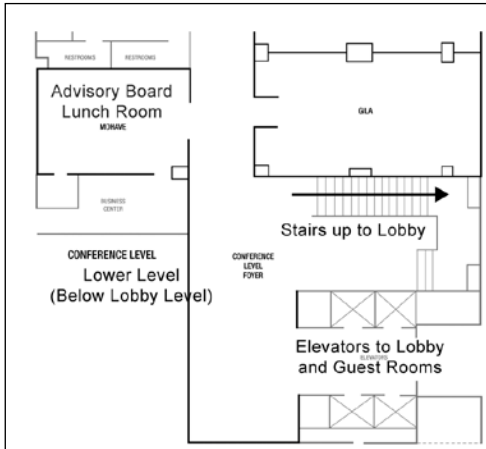 RESTROOMS
RESTROOMS
Advisory Board
Lunch Room
MOHAVE
GILA
BUSINESS
CENTER
Stairs up to Lobby
CONFERENCE LEVEL
Lower Level
(Below Lobby Level)
CONFERENCE
LEVEL
FOYER
Elevators to Lobby
ELEVATORS
and Guest Rooms